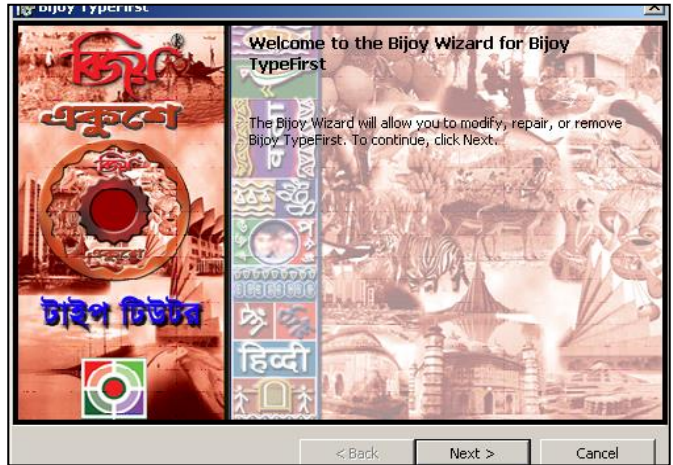 Bijoy TypeFirst
বিজয়®
একুশে
টাইপ টিউটর
Welcome to the Bijoy Wizard for Bijoy
TypeFirst
The Bijoy Wizard will allow you to modify, repair, or remove
Bijoy TypeFirst. To continue, click Next.
বাংলা
हिन्दी
< Back
Next >
Cancel